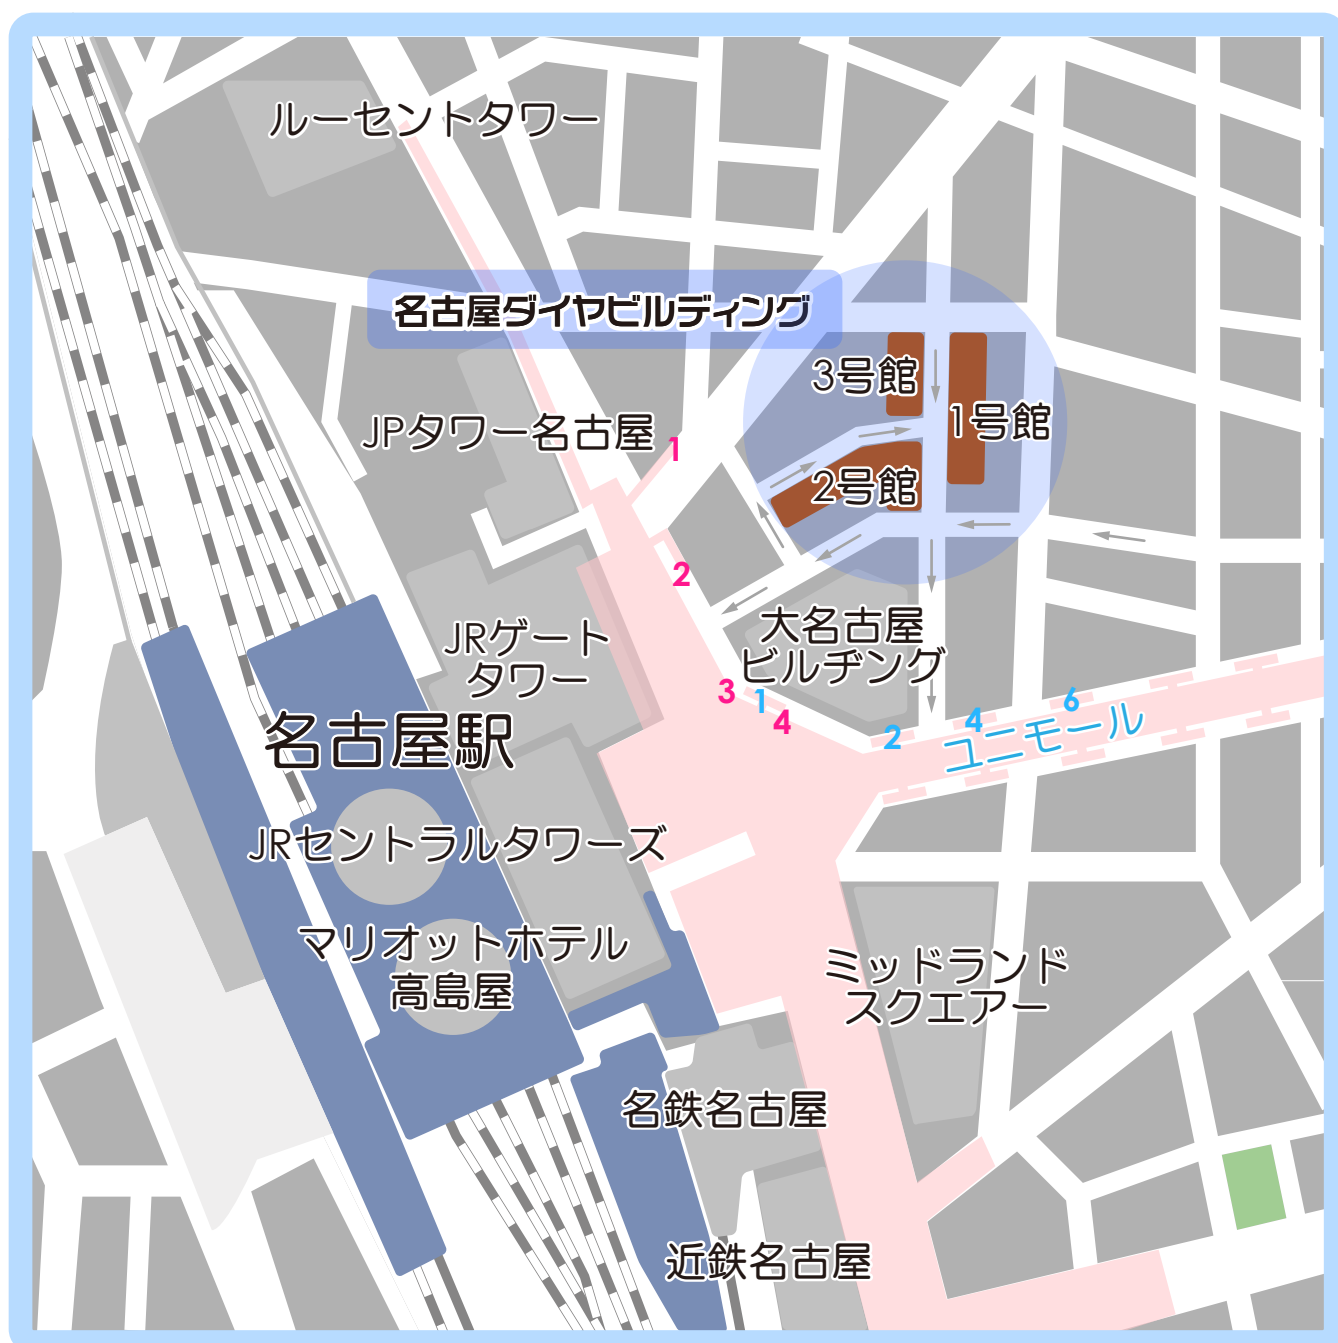 ルーセントタワー
名古屋ダイヤビルディング
3号館
1号館
JPタワー名古屋
1
2号館
2
JRゲート
タワー
大名古屋
ビルヂング
3
1
4
2
4
6
ユニモール
名古屋駅
JRセントラルタワーズ
マリオットホテル
高島屋
ミッドランド
スクエアー
名鉄名古屋
近鉄名古屋